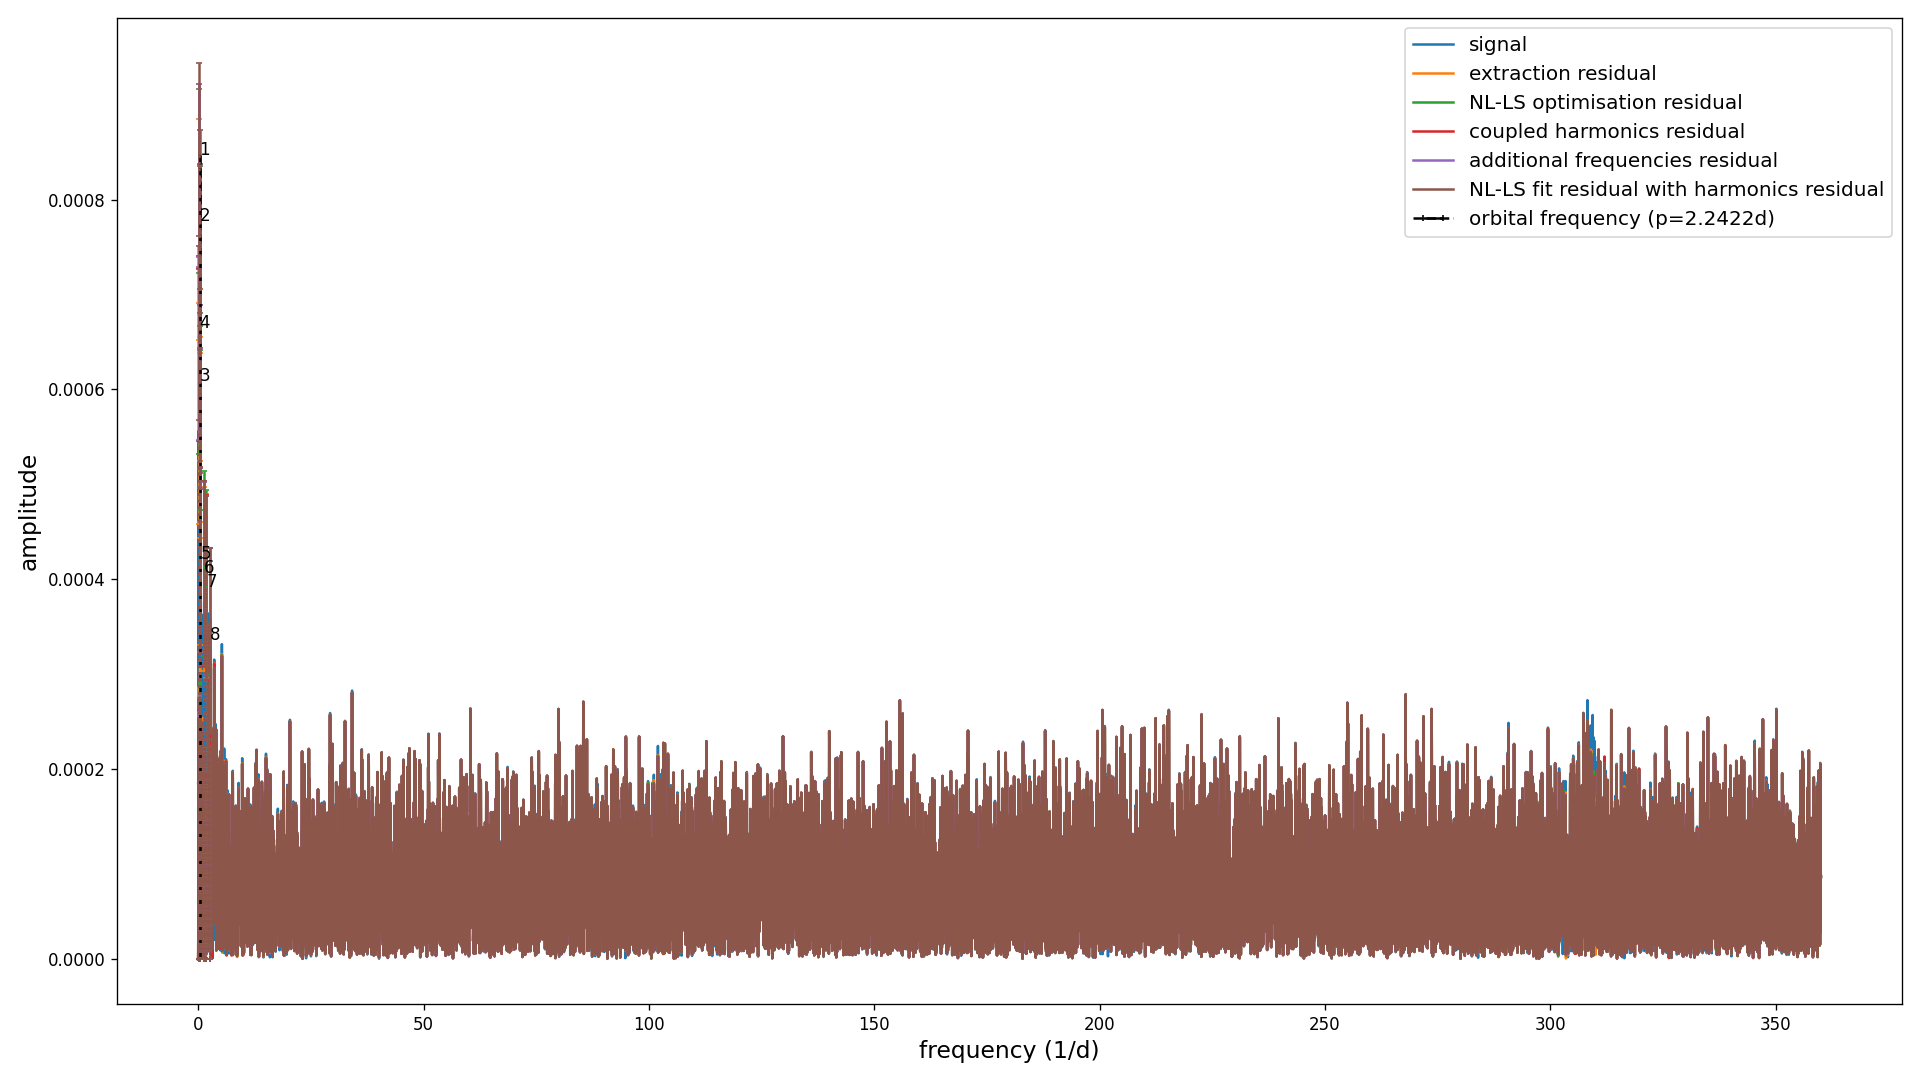 signal
extraction residual
NL-LS optimisation residual
coupled harmonics residual
additional frequencies residual
NL-LS fit residual with harmonics residual
orbital frequency (p=2.2422d)
1
2
4
3
5
6
7
8
amplitude
0.0008
0.0006
0.0004
0.0002
0.0000
0 50 100 150 200 250 300 350
frequency (1/d)